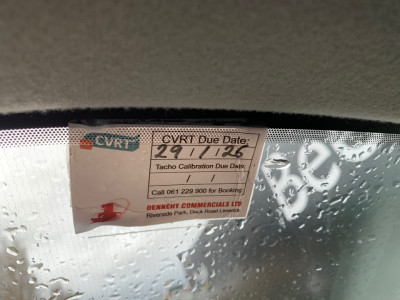 CVRT
CVRT Due Date:
29 / 1 / 26
Tacho Calibration Due Date:
/ /
Call 061 229 900 for Booking
DENNEHY COMMERCIALS LTD
Riverside Park, Dock Road Limerick